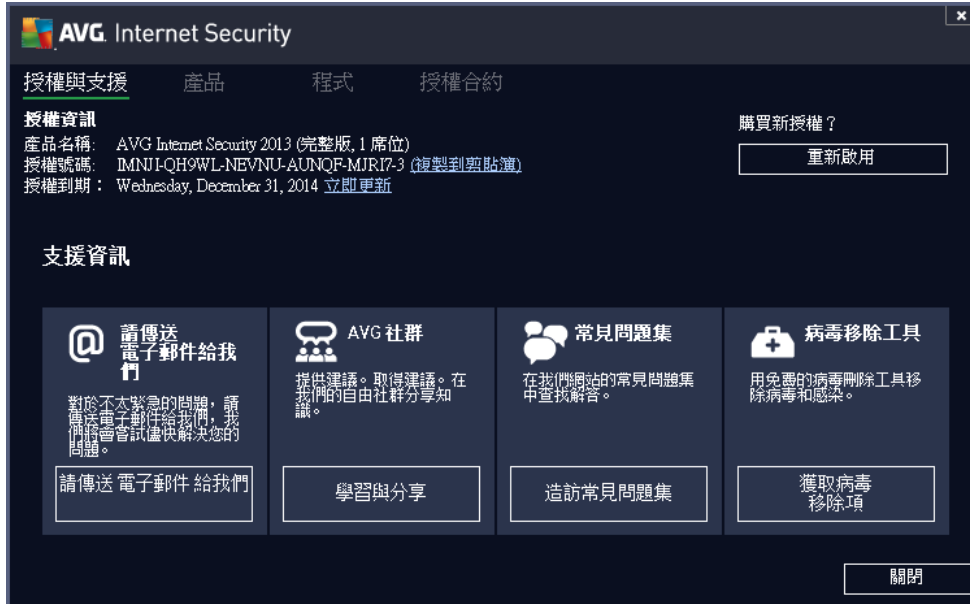 AVG. Internet Security
授權與支援 產品 程式 授權合約
授權資訊
產品名稱: AVG Internet Security 2013 (完整版, 1 席位)
授權號碼: IMNJI-QH9WL-NEVNU-AUNQF-MJRI7-3 (複製到剪貼簿)
授權到期: Wednesday, December 31, 2014 立即更新
購買新授權?
重新啟用
支援資訊
@ 請傳送
電子郵件給我
們
對於不太緊急的問題,請
傳送電子郵件給我們,我
們將會嘗試儘快解決您的
問題。
請傳送 電子郵件 給我們
AVG 社群
提供建議。取得建議。在
我們的自由社群分享知
識。
學習與分享
常見問題集
在我們網站的常見問題集
中查找解答。
造訪常見問題集
病毒移除工具
用免費的病毒刪除工具移
除病毒和感染。
獲取病毒
移除項
關閉